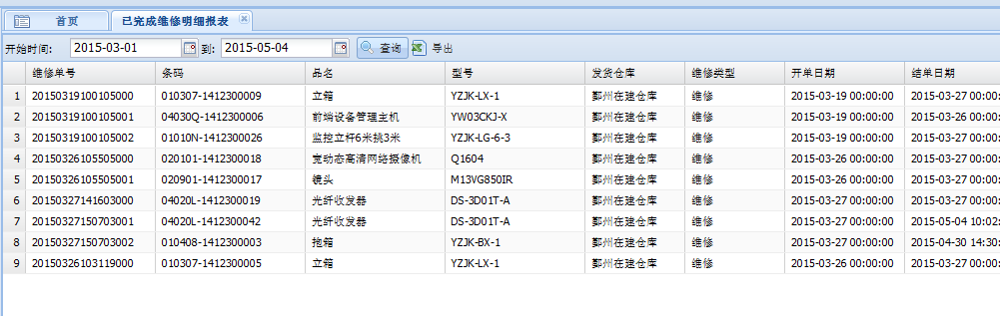 首页 已完成维修明细报表
开始时间: 2015-03-01 到: 2015-05-04 查询 导出
维修单号 条码 品名 型号 发货仓库 维修类型 开单日期 结单日期
1 20150319100105000 010307-1412300009 立箱 YZJK-LX-1 鄞州在建仓库 维修 2015-03-19 00:00:00 2015-03-27 00:00:
2 20150319100105001 04030Q-1412300006 前端设备管理主机 YW03CKJ-X 鄞州在建仓库 维修 2015-03-19 00:00:00 2015-03-27 00:00:
3 20150319100105002 01010N-1412300026 监控立杆6米挑3米 YZJK-LG-6-3 鄞州在建仓库 维修 2015-03-19 00:00:00 2015-03-27 00:00:
4 20150326105505000 020101-1412300018 宽动态高清网络摄像机 Q1604 鄞州在建仓库 维修 2015-03-26 00:00:00 2015-03-27 00:00:
5 20150326105505001 020901-1412300017 镜头 M13VG850IR 鄞州在建仓库 维修 2015-03-26 00:00:00 2015-03-27 00:00:
6 20150327141603000 04020L-1412300019 光纤收发器 DS-3D01T-A 鄞州在建仓库 维修 2015-03-27 00:00:00 2015-03-27 00:00:
7 20150327150703001 04020L-1412300042 光纤收发器 DS-3D01T-A 鄞州在建仓库 维修 2015-03-27 00:00:00 2015-05-04 10:02:
8 20150327150703002 010408-1412300003 抱箱 YZJK-BX-1 鄞州在建仓库 维修 2015-03-27 00:00:00 2015-04-30 14:30:
9 20150326103119000 010307-1412300005 立箱 YZJK-LX-1 鄞州在建仓库 维修 2015-03-26 00:00:00 2015-03-27 00:00: